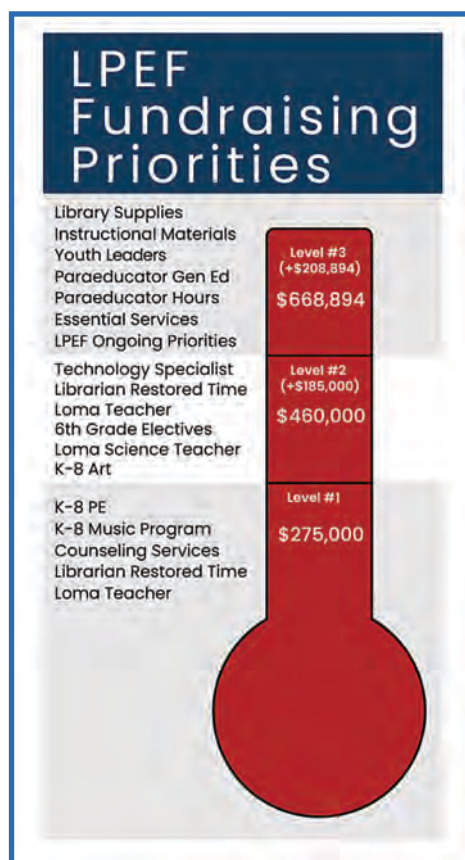 LPEF
Fundraising
Priorities
Library Supplies
Instructional Materials
Youth Leaders
Paraeducator Gen Ed
Paraeducator Hours
Essential Services
LPEF Ongoing Priorities
Level #3
(+$208,894)
$668,894
Technology Specialist
Librarian Restored Time
Loma Teacher
6th Grade Electives
Loma Science Teacher
K-8 Art
Level #2
(+$185,000)
$460,000
K-8 PE
K-8 Music Program
Counseling Services
Librarian Restored Time
Loma Teacher
Level #1
$275,000